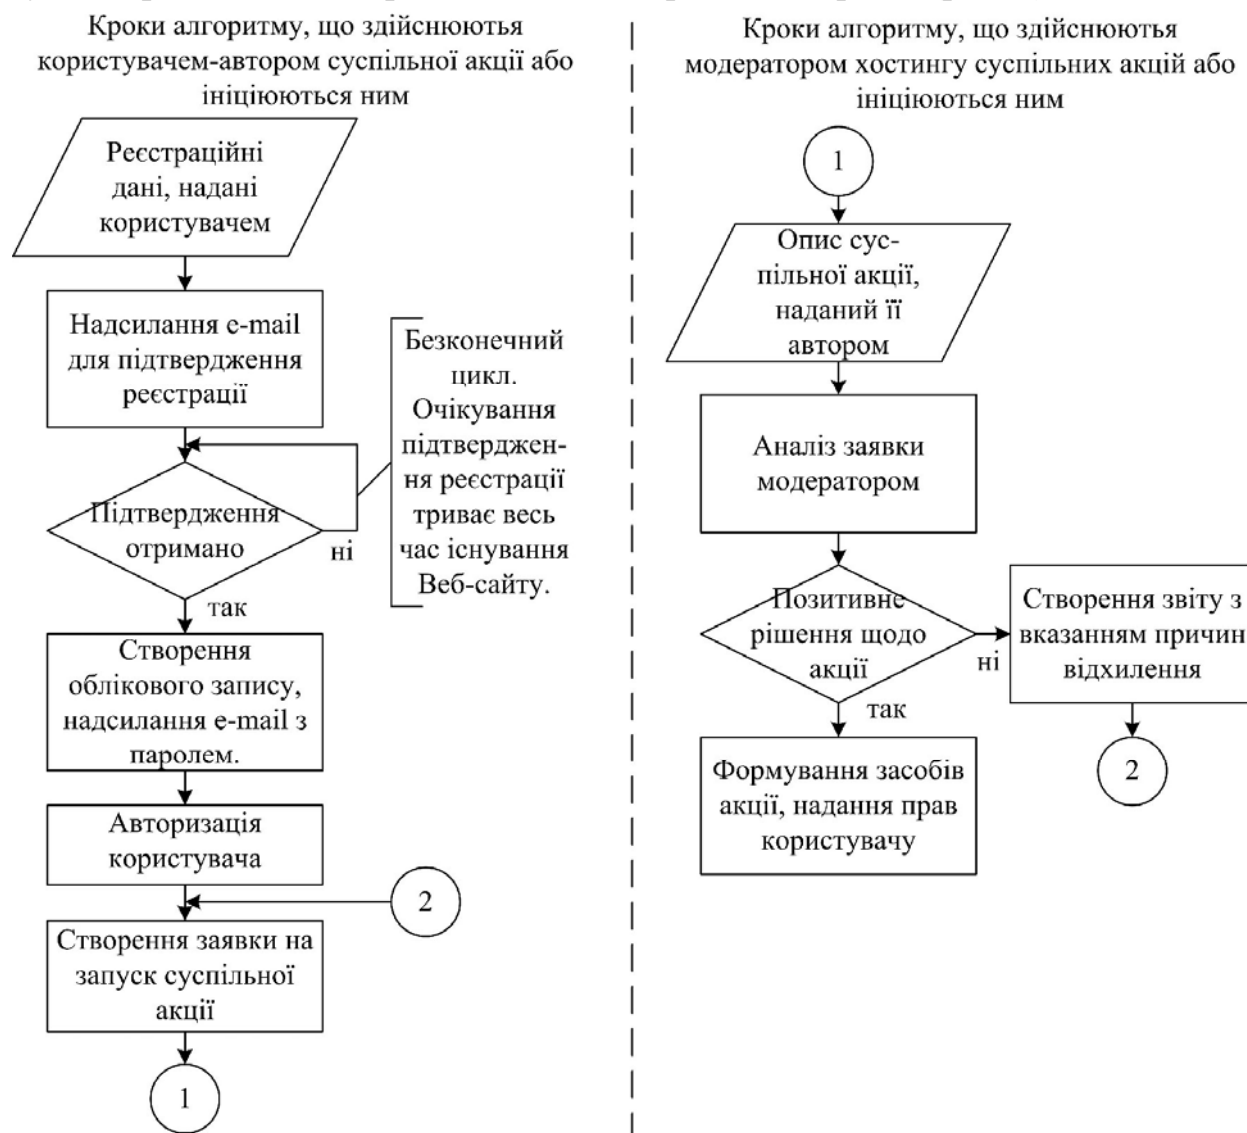 Кроки алгоритму, що здійснюютья
користувачем-автором суспільної акції або
ініціюються ним
Реєстраційні
дані, надані
користувачем
Надсилання e-mail
для підтвердження
реєстрації
Безконечний
цикл.
Очікування
підтверджен-
ня реєстрації
триває весь
час існування
Веб-сайту.
Підтвердження
отримано
ні
так
Створення
облікового запису,
надсилання e-mail з
паролем.
Авторизація
користувача
2
Створення заявки на
запуск суспільної
акції
1
Кроки алгоритму, що здійснюютья
модератором хостингу суспільних акцій або
ініціюються ним
1
Опис сус-
пільної акції,
наданий її
автором
Аналіз заявки
модератором
Позитивне
рішення щодо
акції
ні
так
Створення звіту з
вказанням причин
відхилення
2
Формування засобів
акції, надання прав
користувачу